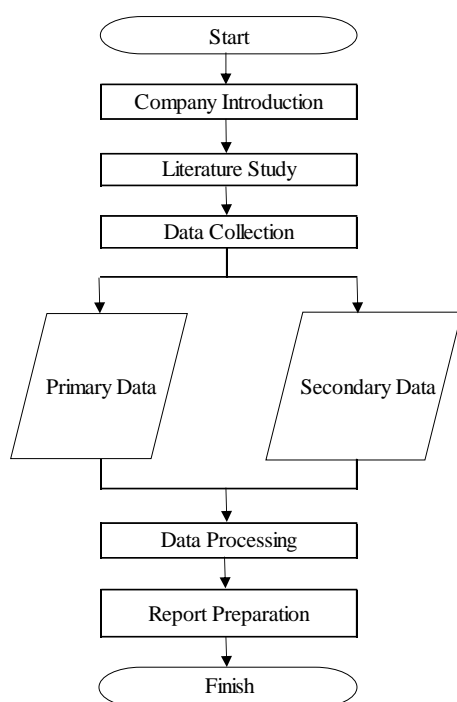 Start
Company Introduction
Literature Study
Data Collection
Primary Data
Secondary Data
Data Processing
Report Preparation
Finish